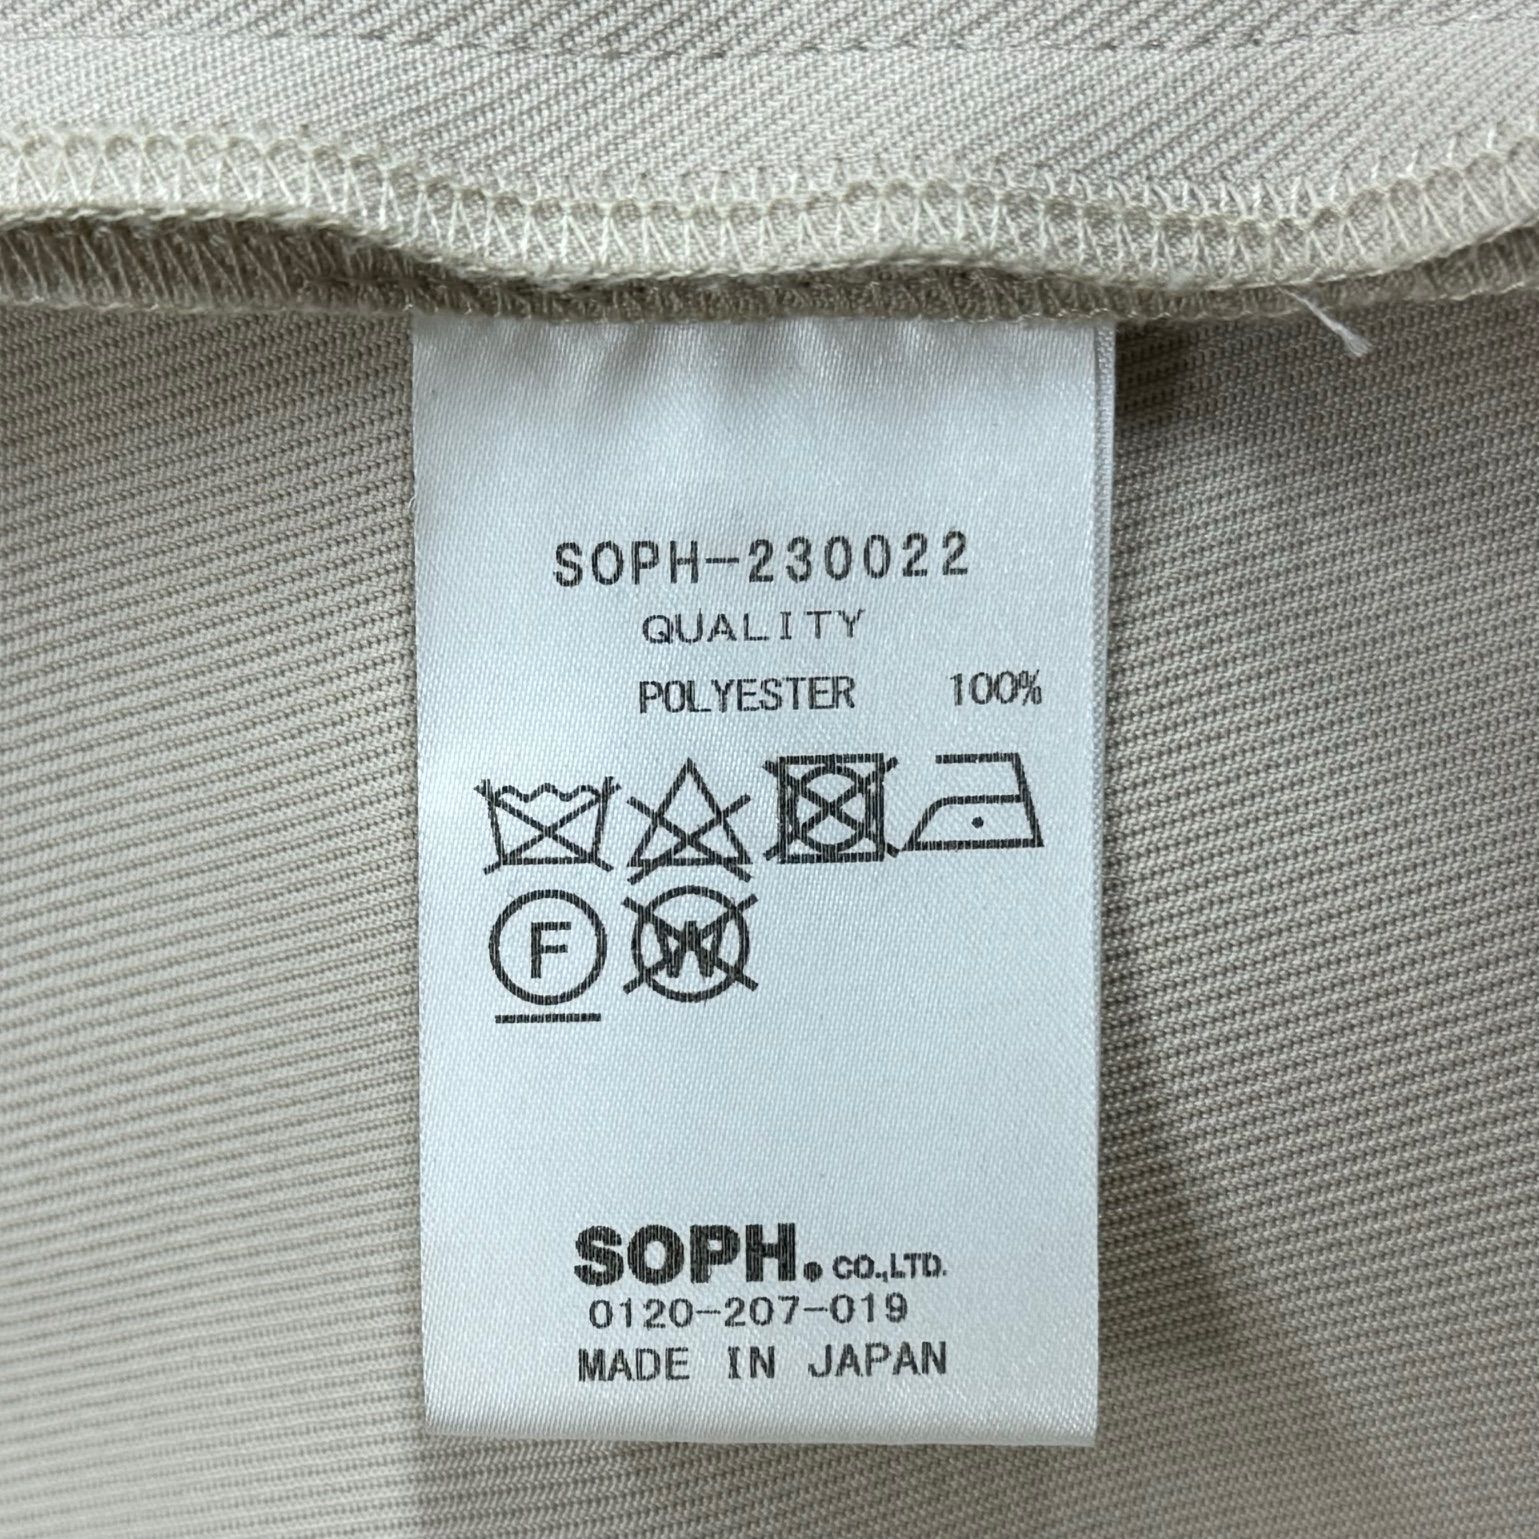 SOPH-230022
QUALITY
POLYESTER 100%
F
W
SOPH. CO.,LTD.
0120-207-019
MADE IN JAPAN